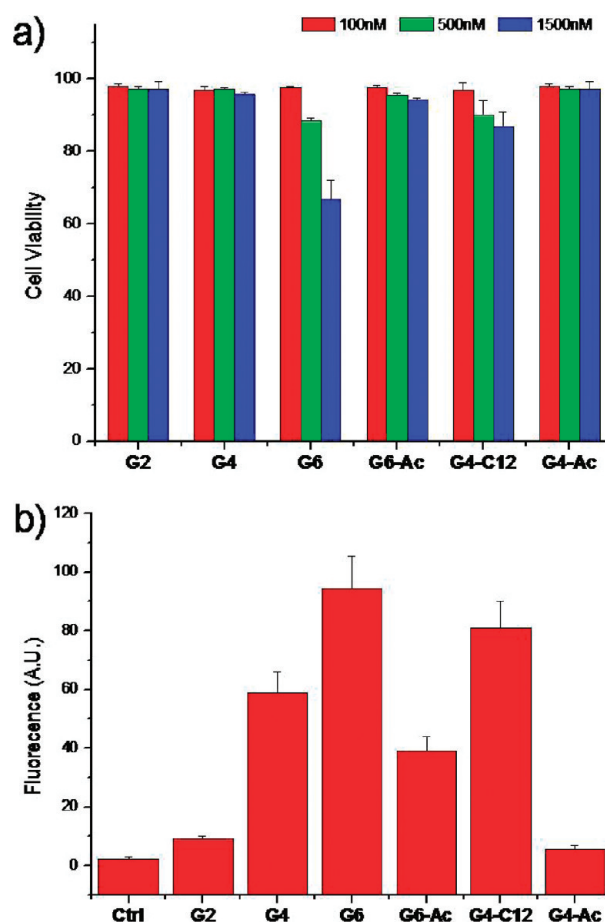 a)
100nM 500nM 1500nM
100
80
60
40
20
0
Cell Viability
G2 G4 G6 G6-Ac G4-C12 G4-Ac
b)
120
100
80
60
40
20
0
Fluorecence (A.U.)
Ctrl G2 G4 G6 G6-Ac G4-C12 G4-Ac